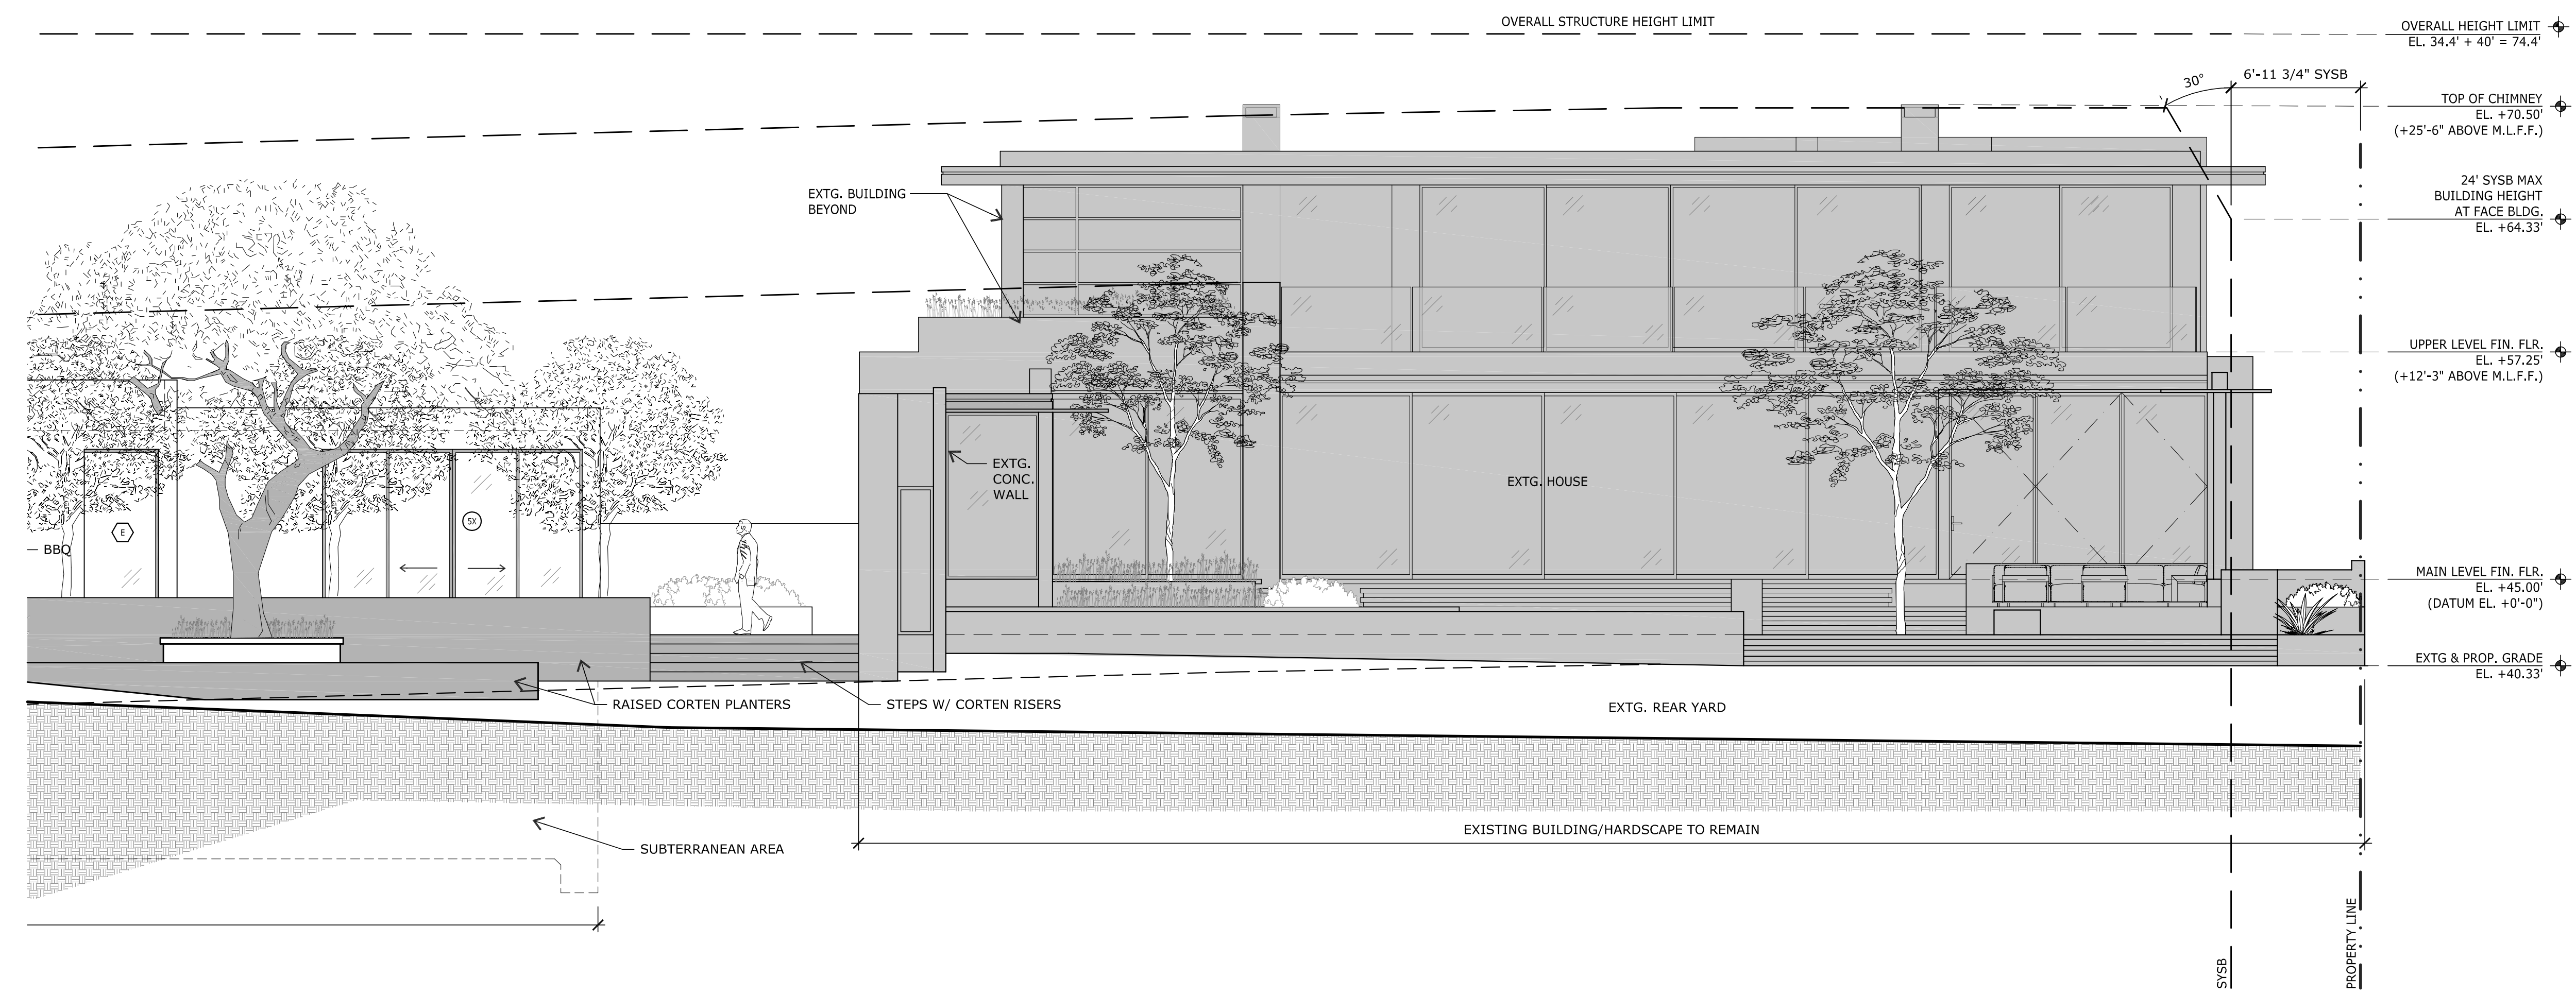 OVERALL STRUCTURE HEIGHT LIMIT
OVERALL HEIGHT LIMIT
EL. 34.4' + 40' = 74.4'
30°
6'-11 3/4" SYSB
TOP OF CHIMNEY
EL. +70.50'
(+25'-6" ABOVE M.L.F.F.)
24' SYSB MAX
BUILDING HEIGHT
AT FACE BLDG.
EL. +64.33'
EXTG. BUILDING
BEYOND
UPPER LEVEL FIN. FLR.
EL. +57.25'
(+12'-3" ABOVE M.L.F.F.)
EXTG.
CONC.
WALL
EXTG. HOUSE
E
5X
BBQ
MAIN LEVEL FIN. FLR.
EL. +45.00'
(DATUM EL. +0'-0")
EXTG & PROP. GRADE
EL. +40.33'
RAISED CORTEN PLANTERS
STEPS W/ CORTEN RISERS
EXTG. REAR YARD
EXISTING BUILDING/HARDSCAPE TO REMAIN
SUBTERRANEAN AREA
SYSB
PROPERTY LINE